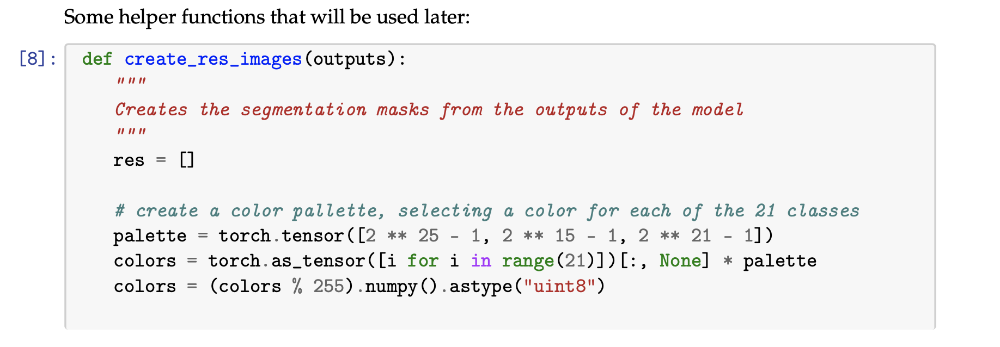 Some helper functions that will be used later:
[8]: def create_res_images(outputs):
"""
Creates the segmentation masks from the outputs of the model
"""
res = []
# create a color pallette, selecting a color for each of the 21 classes
palette = torch.tensor([2 ** 25 - 1, 2 ** 15 - 1, 2 ** 21 - 1])
colors = torch.as_tensor([i for i in range(21)])[:, None] * palette
colors = (colors % 255).numpy().astype("uint8")